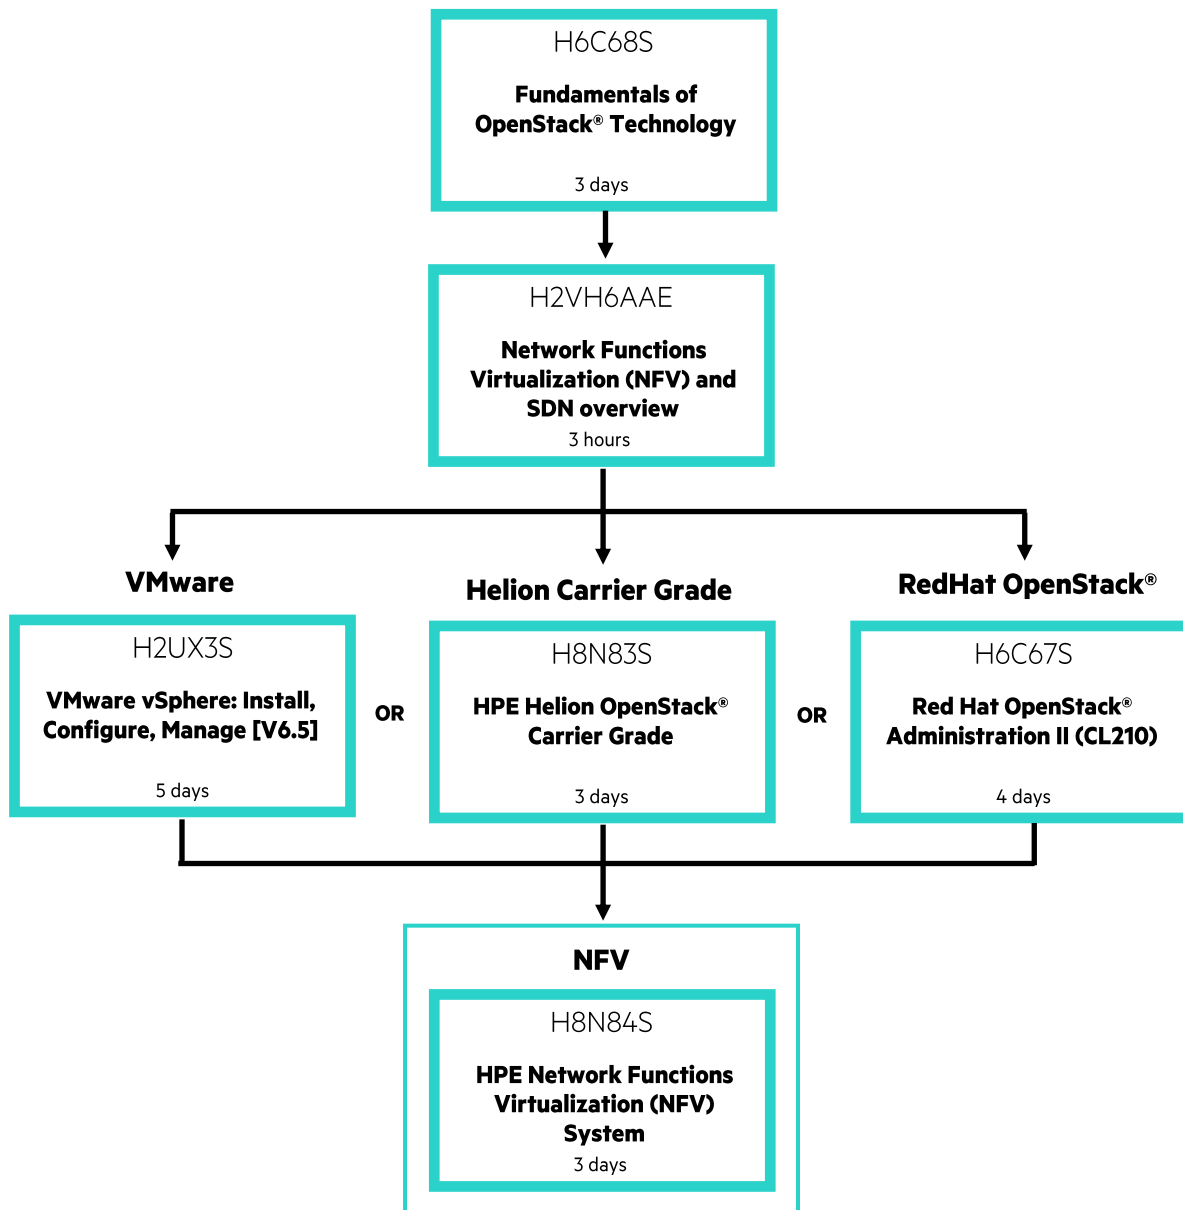 H6C68S
Fundamentals of
OpenStack® Technology
3 days
H2VH6AAE
Network Functions
Virtualization (NFV) and
SDN overview
3 hours
VMware
H2UX3S
VMware vSphere: Install,
Configure, Manage [V6.5]
5 days
OR
Helion Carrier Grade
H8N83S
HPE Helion OpenStack®
Carrier Grade
3 days
OR
RedHat OpenStack®
H6C67S
Red Hat OpenStack®
Administration II (CL210)
4 days
NFV
H8N84S
HPE Network Functions
Virtualization (NFV)
System
3 days